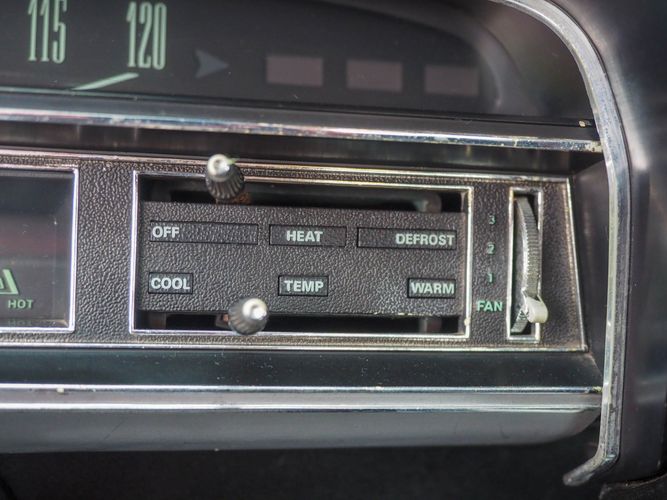 115 120
OFF HEAT DEFROST
COOL TEMP WARM
HOT
3
2
1
FAN